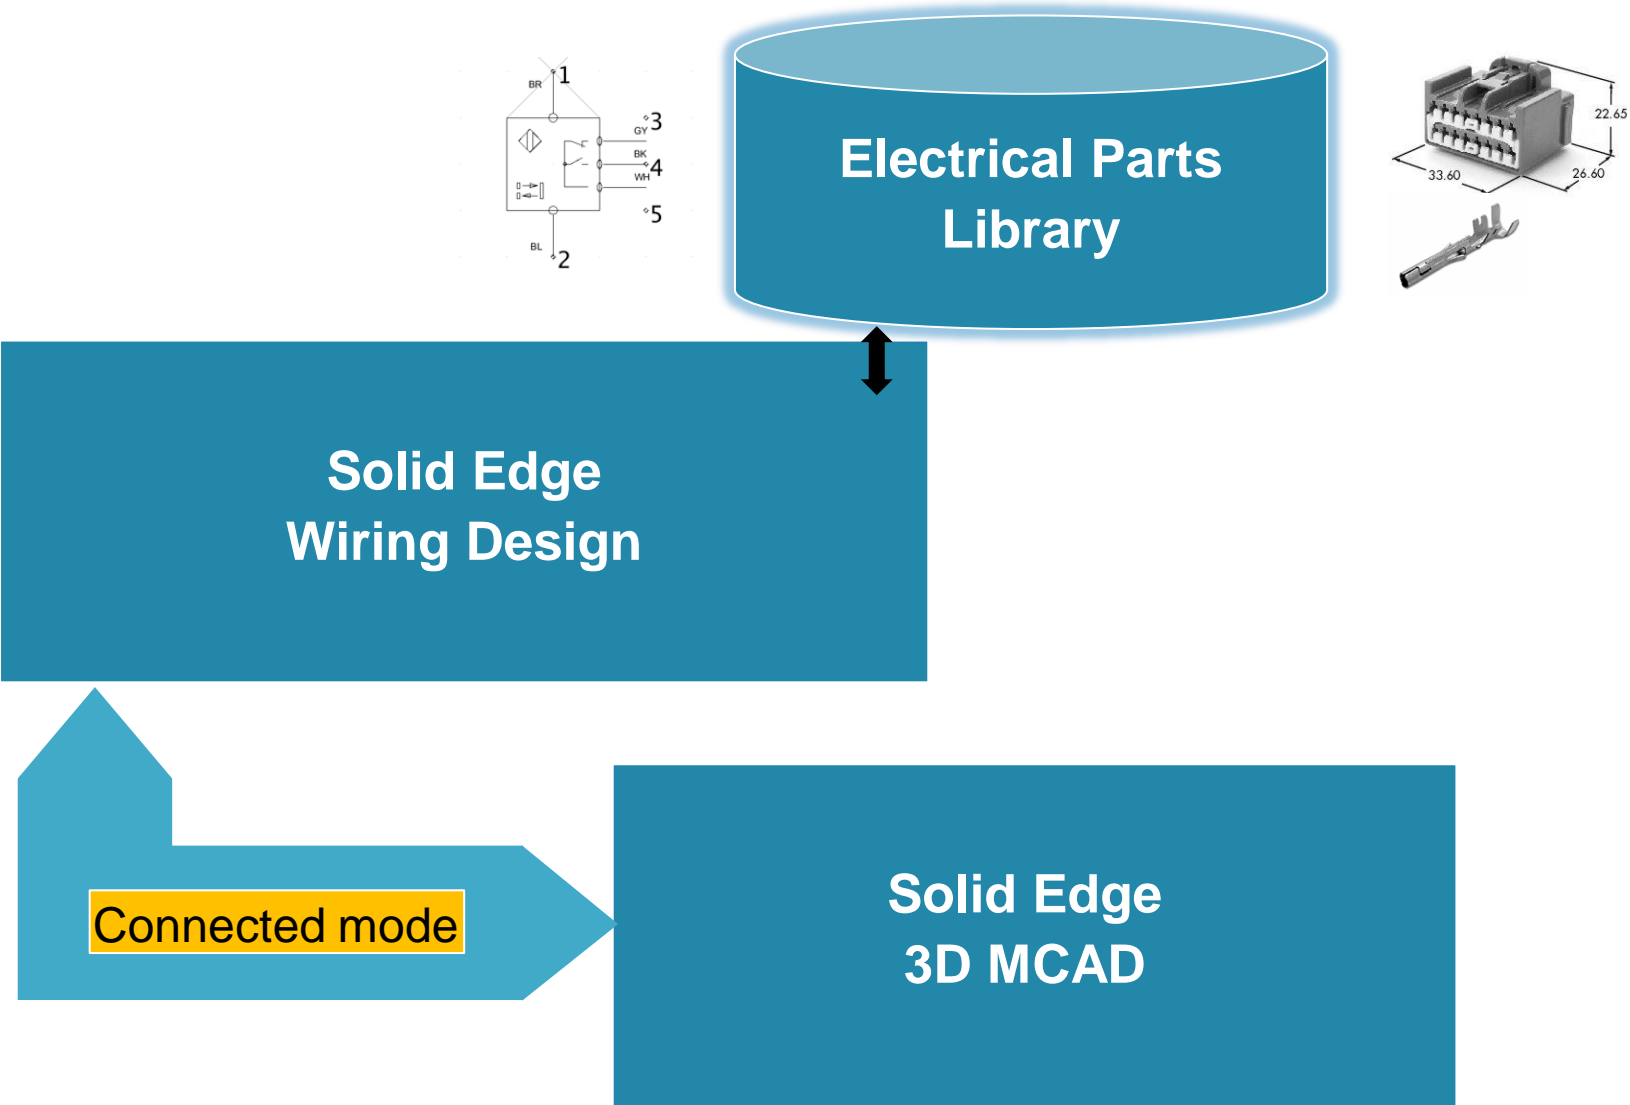 1
BR
3
GY
BK
4
WH
5
BL
2
Electrical Parts
Library
22.65
33.60
26.60
Solid Edge
Wiring Design
Connected mode
Solid Edge
3D MCAD